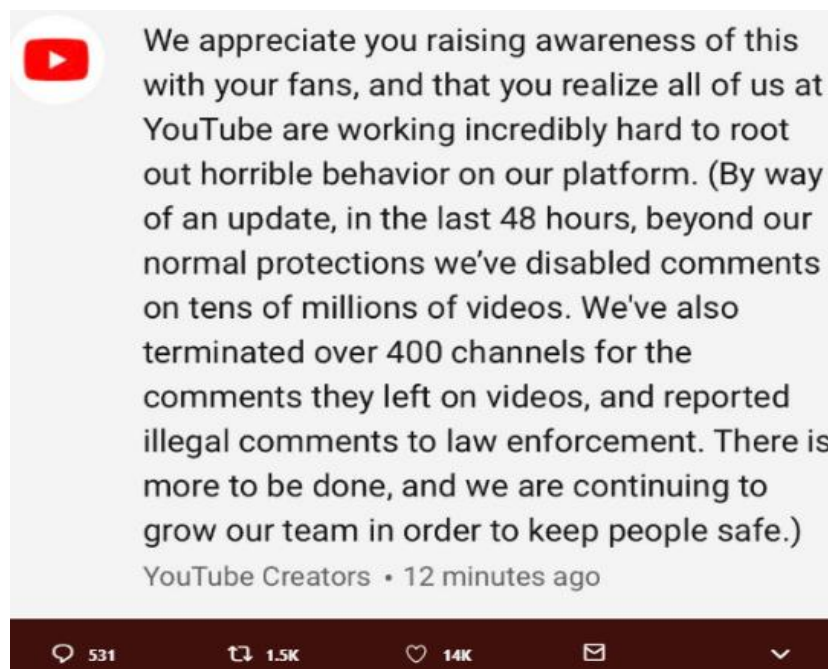 We appreciate you raising awareness of this
with your fans, and that you realize all of us at
YouTube are working incredibly hard to root
out horrible behavior on our platform. (By way
of an update, in the last 48 hours, beyond our
normal protections we’ve disabled comments
on tens of millions of videos. We've also
terminated over 400 channels for the
comments they left on videos, and reported
illegal comments to law enforcement. There is
more to be done, and we are continuing to
grow our team in order to keep people safe.)
YouTube Creators • 12 minutes ago
531 1.5K 14K